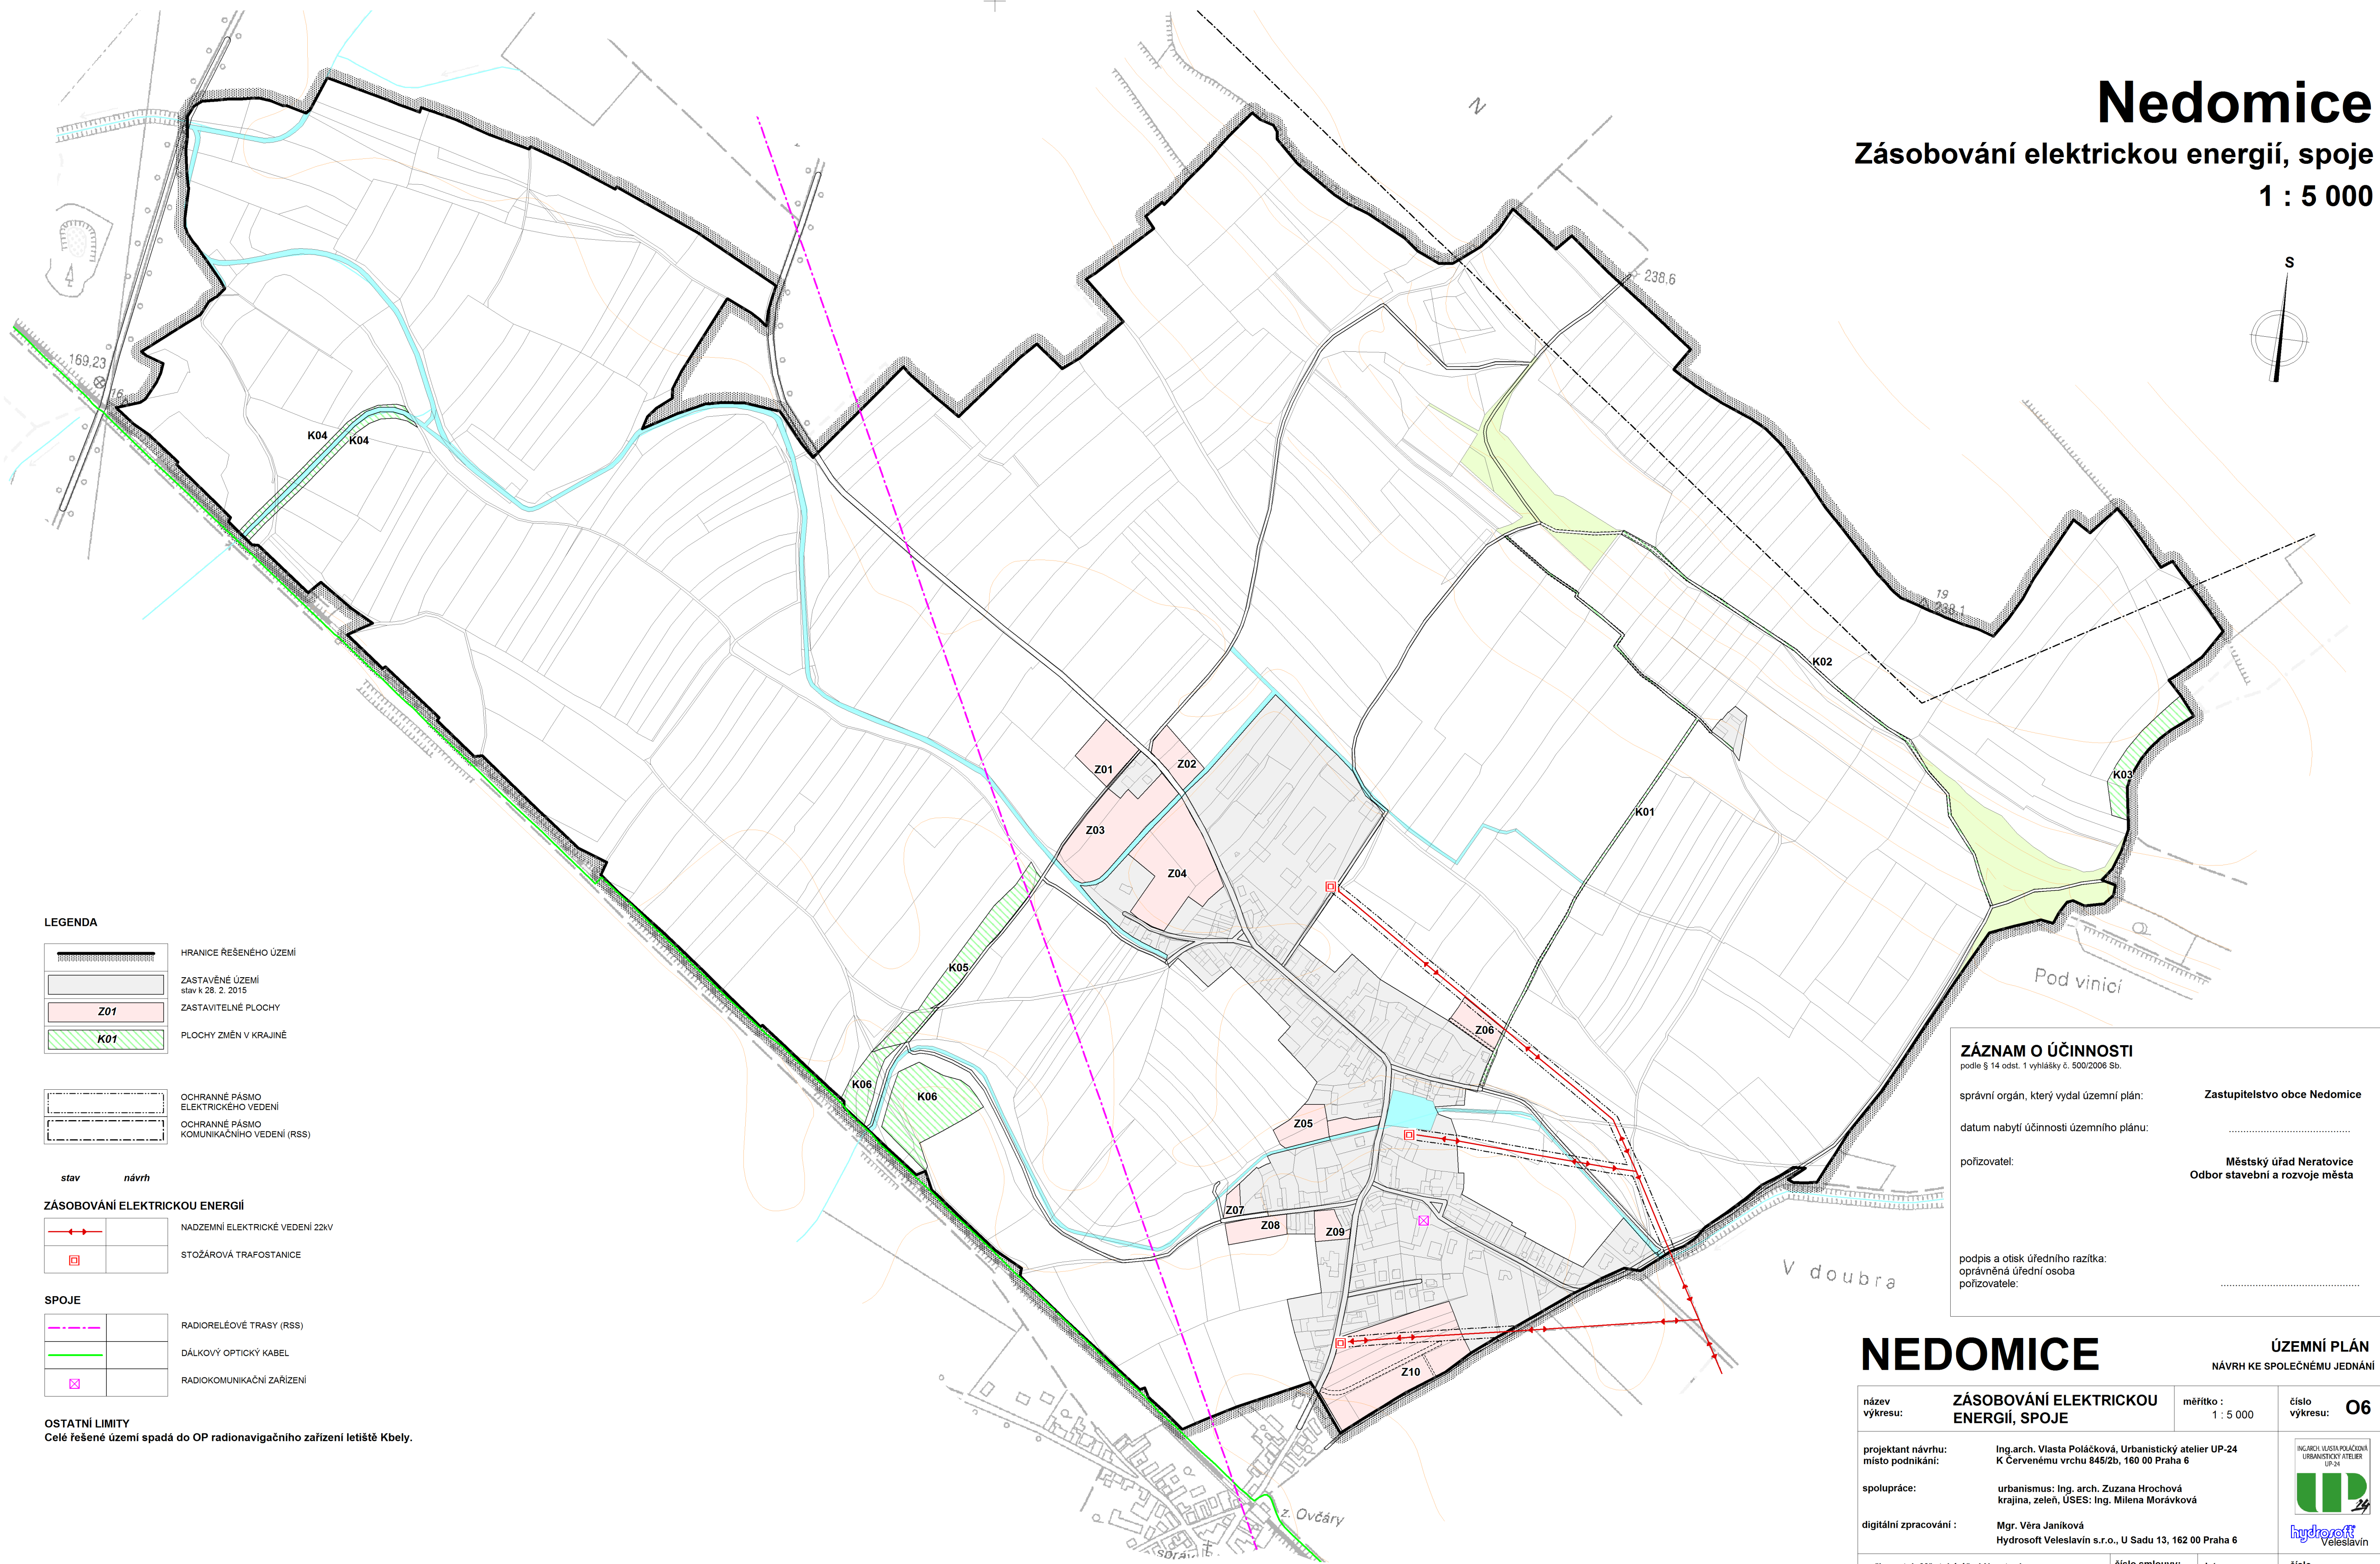 Nedomice
Zásobování elektrickou energií, spoje
1 : 5 000
S
N
238,6
169,23
K04
K04
19
238,1
K02
K03
K01
Z01
Z02
Z03
Z04
K05
Z06
K06
K06
Z05
Z07
Z08
Z09
Z10
Pod vinicí
V doubra
z. Ovčáry
LEGENDA
HRANICE ŘEŠENÉHO ÚZEMÍ
ZASTAVĚNÉ ÚZEMÍ
stav k 28. 2. 2015
Z01 ZASTAVITELNÉ PLOCHY
K01 PLOCHY ZMĚN V KRAJINĚ
OCHRANNÉ PÁSMO
ELEKTRICKÉHO VEDENÍ
OCHRANNÉ PÁSMO
KOMUNIKAČNÍHO VEDENÍ (RSS)
stav návrh
ZÁSOBOVÁNÍ ELEKTRICKOU ENERGIÍ
NADZEMNÍ ELEKTRICKÉ VEDENÍ 22kV
STOŽÁROVÁ TRAFOSTANICE
SPOJE
RADIORELÉOVÉ TRASY (RSS)
DÁLKOVÝ OPTICKÝ KABEL
RADIOKOMUNIKAČNÍ ZAŘÍZENÍ
OSTATNÍ LIMITY
Celé řešené území spadá do OP radionavigačního zařízení letiště Kbely.
ZÁZNAM O ÚČINNOSTI
podle § 14 odst. 1 vyhlášky č. 500/2006 Sb.
správní orgán, který vydal územní plán: Zastupitelstvo obce Nedomice
datum nabytí účinnosti územního plánu:
pořizovatel: Městský úřad Neratovice
Odbor stavební a rozvoje města
podpis a otisk úředního razítka:
oprávněná úřední osoba
pořizovatele:
NEDOMICE
ÚZEMNÍ PLÁN
NÁVRH KE SPOLEČNÉMU JEDNÁNÍ
název výkresu: ZÁSOBOVÁNÍ ELEKTRICKOU ENERGIÍ, SPOJE
měřítko : 1 : 5 000
číslo výkresu: O6
projektant návrhu: Ing.arch. Vlasta Poláčková, Urbanistický atelier UP-24
místo podnikání: K Červenému vrchu 845/2b, 160 00 Praha 6
spolupráce: urbanismus: Ing. arch. Zuzana Hrochová
krajina, zeleň, ÚSES: Ing. Milena Morávková
digitální zpracování : Mgr. Věra Janíková
Hydrosoft Veleslavín s.r.o., U Sadu 13, 162 00 Praha 6
ING.ARCH. VLASTA POLÁČKOVÁ
URBANISTICKÝ ATELIER
UP-24
UP 24
hydrosoft
Veleslavín